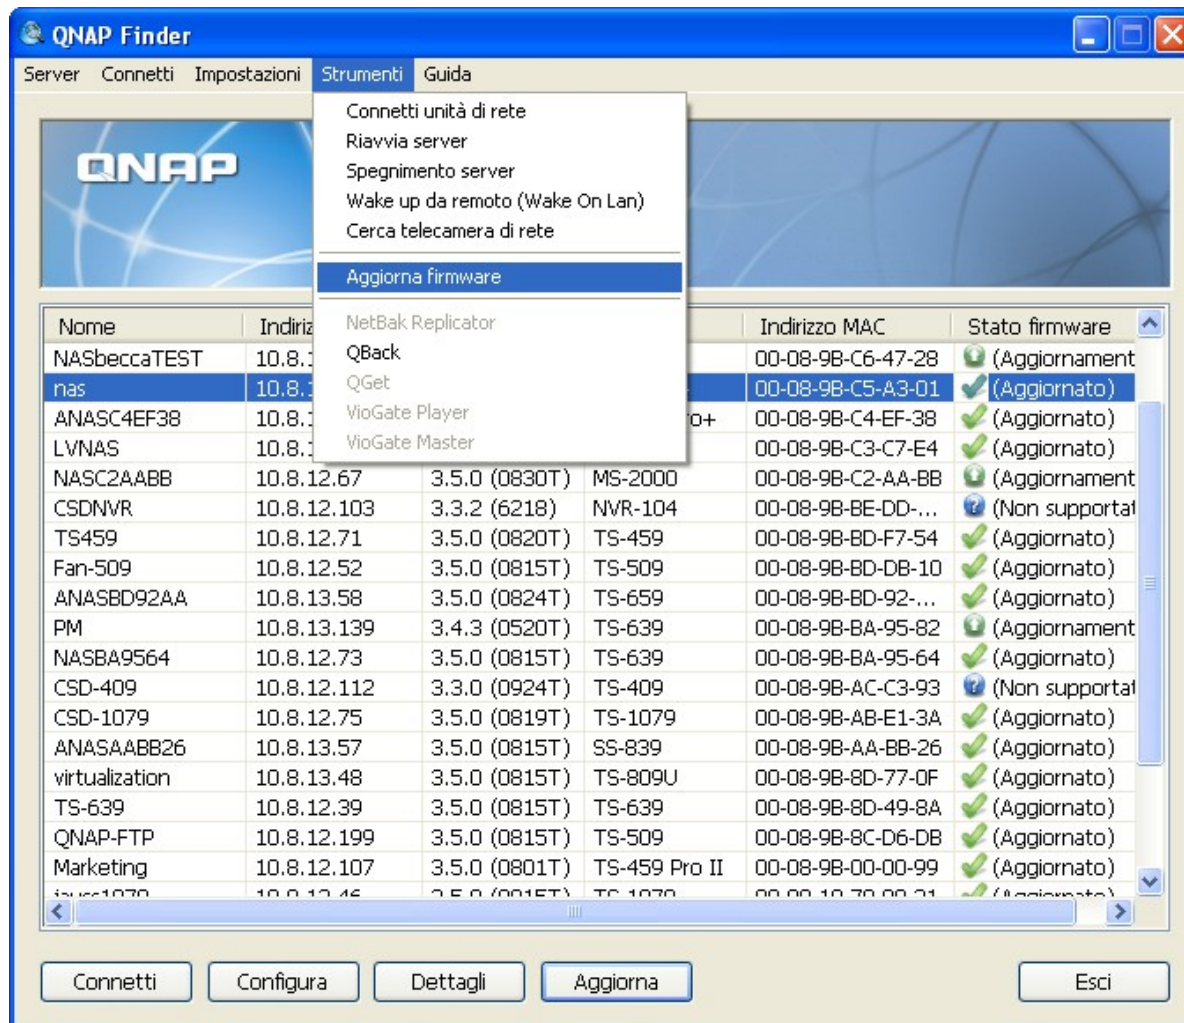 QNAP Finder
Server Connetti Impostazioni Strumenti Guida
Connetti unità di rete
Riavvia server
Spegnimento server
Wake up da remoto (Wake On Lan)
Cerca telecamera di rete
Aggiorna firmware
NetBak Replicator
QBack
QGet
VioGate Player
VioGate Master
QNAP
Nome Indiriz Indirizzo MAC Stato firmware
NASbeccaTEST 10.8.1 00-08-9B-C6-47-28 (Aggiornament
nas 10.8.1 00-08-9B-C5-A3-01 (Aggiornato)
ANASC4EF38 10.8.1 o+ 00-08-9B-C4-EF-38 (Aggiornato)
LVNAS 10.8.1 00-08-9B-C3-C7-E4 (Aggiornato)
NASC2AABB 10.8.12.67 3.5.0 (0830T) MS-2000 00-08-9B-C2-AA-BB (Aggiornament
CSDNVR 10.8.12.103 3.3.2 (6218) NVR-104 00-08-9B-BE-DD-... (Non supportat
TS459 10.8.12.71 3.5.0 (0820T) TS-459 00-08-9B-BD-F7-54 (Aggiornato)
Fan-509 10.8.12.52 3.5.0 (0815T) TS-509 00-08-9B-BD-DB-10 (Aggiornato)
ANASBD92AA 10.8.13.58 3.5.0 (0824T) TS-659 00-08-9B-BD-92-... (Aggiornato)
PM 10.8.13.139 3.4.3 (0520T) TS-639 00-08-9B-BA-95-82 (Aggiornament
NASBA9564 10.8.12.73 3.5.0 (0815T) TS-639 00-08-9B-BA-95-64 (Aggiornato)
CSD-409 10.8.12.112 3.3.0 (0924T) TS-409 00-08-9B-AC-C3-93 (Non supportat
CSD-1079 10.8.12.75 3.5.0 (0819T) TS-1079 00-08-9B-AB-E1-3A (Aggiornato)
ANASAABB26 10.8.13.57 3.5.0 (0815T) SS-839 00-08-9B-AA-BB-26 (Aggiornato)
virtualization 10.8.13.48 3.5.0 (0815T) TS-809U 00-08-9B-8D-77-0F (Aggiornato)
TS-639 10.8.12.39 3.5.0 (0815T) TS-639 00-08-9B-8D-49-8A (Aggiornato)
QNAP-FTP 10.8.12.199 3.5.0 (0815T) TS-509 00-08-9B-8C-D6-DB (Aggiornato)
Marketing 10.8.12.107 3.5.0 (0801T) TS-459 Pro II 00-08-9B-00-00-99 (Aggiornato)
Connetti Configura Dettagli Aggiorna Esci